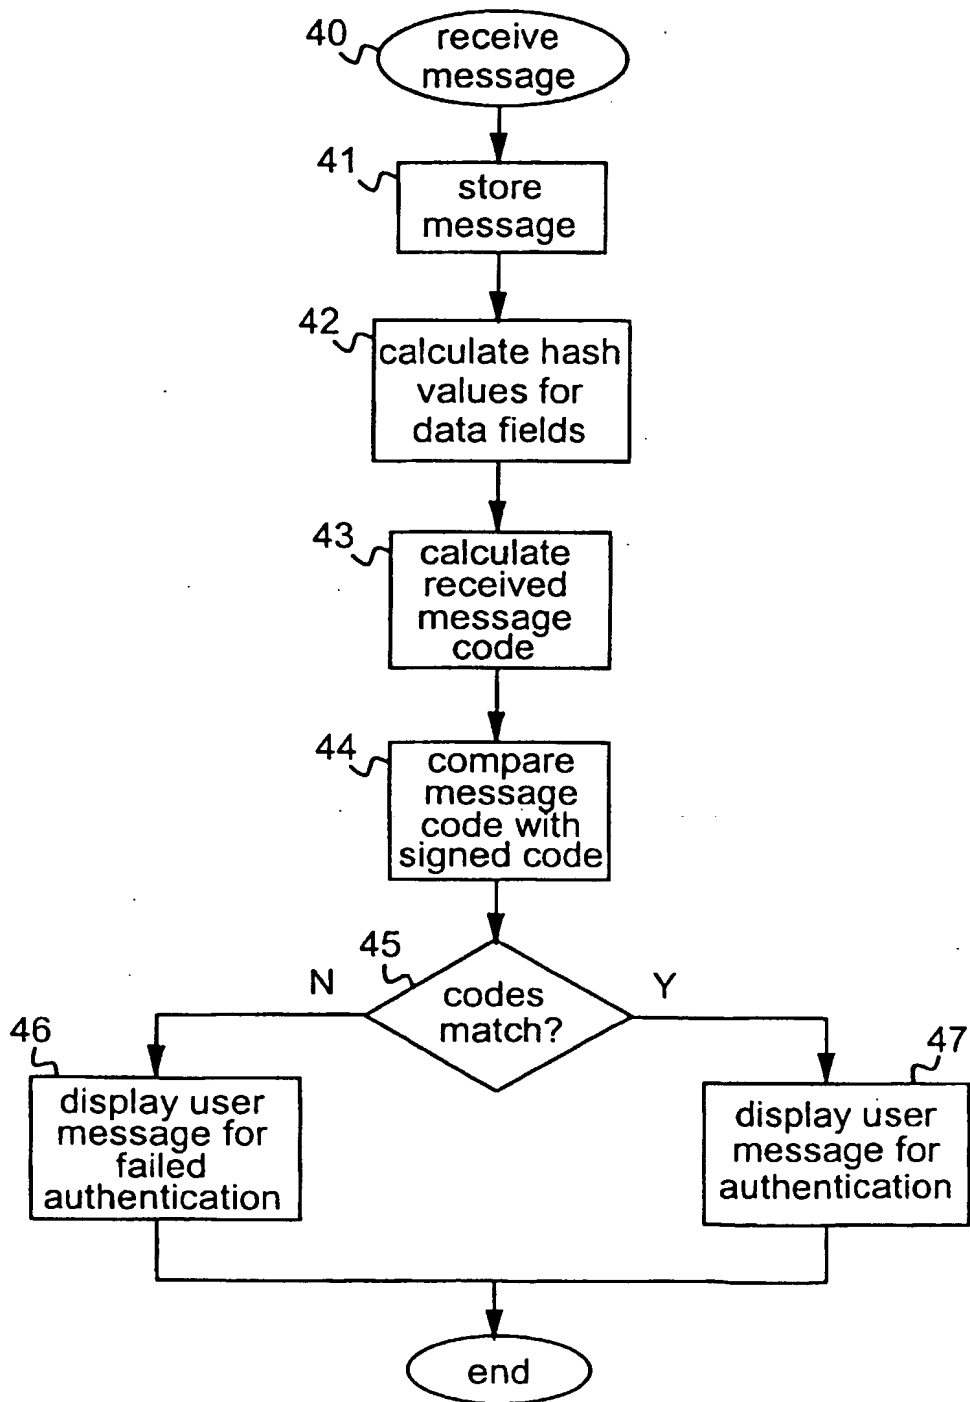 40
receive
message
41
store
message
42
calculate hash
values for
data fields
43
calculate
received
message
code
44
compare
message
code with
signed code
45
N
codes
match?
Y
46
display user
message for
failed
authentication
47
display user
message for
authentication
end